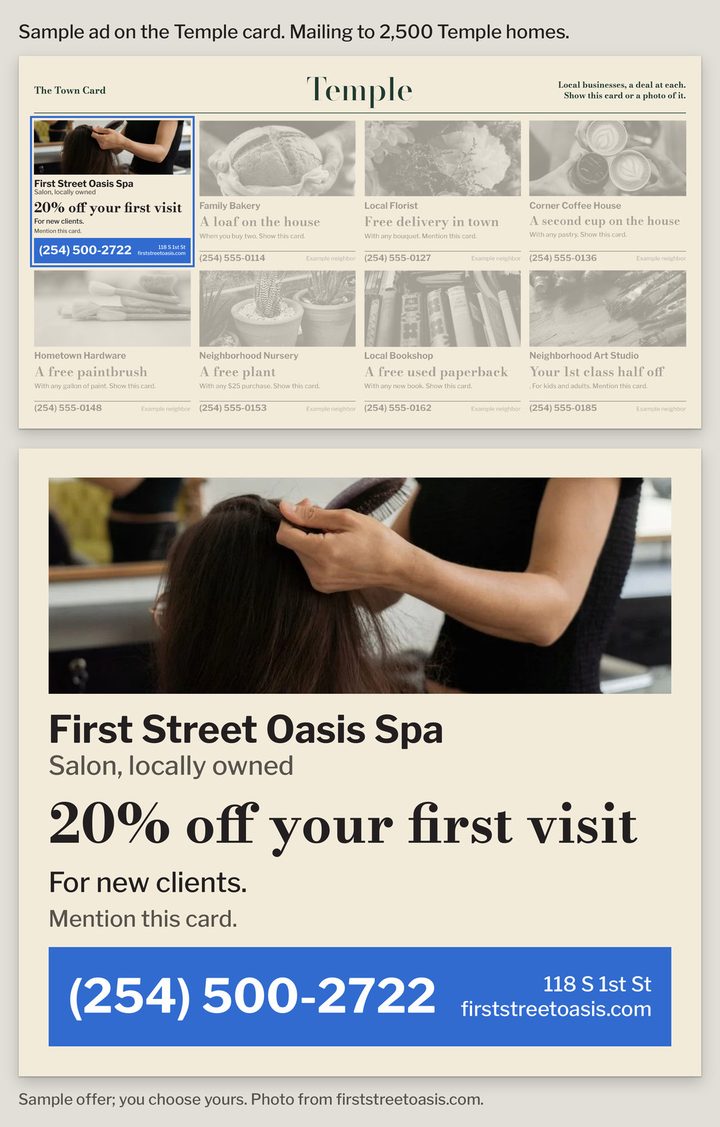 Sample ad on the Temple card. Mailing to 2,500 Temple homes.
The Town Card
Temple
Local businesses, a deal at each.
Show this card or a photo of it.
First Street Oasis Spa
Salon, locally owned
20% off your first visit
For new clients.
Mention this card.
(254) 500-2722
118 S 1st St
firststreetoasis.com
Family Bakery
A loaf on the house
When you buy two. Show this card.
(254) 555-0114
Example neighbor
Local Florist
Free delivery in town
With any bouquet. Mention this card.
(254) 555-0127
Example neighbor
Corner Coffee House
A second cup on the house
With any pastry. Show this card.
(254) 555-0136
Example neighbor
Hometown Hardware
A free paintbrush
With any gallon of paint. Show this card.
(254) 555-0148
Example neighbor
Neighborhood Nursery
A free plant
With any $25 purchase. Show this card.
(254) 555-0153
Example neighbor
Local Bookshop
A free used paperback
With any new book. Show this card.
(254) 555-0162
Example neighbor
Neighborhood Art Studio
Your 1st class half off
For kids and adults. Mention this card.
(254) 555-0185
Example neighbor
First Street Oasis Spa
Salon, locally owned
20% off your first visit
For new clients.
Mention this card.
(254) 500-2722
118 S 1st St
firststreetoasis.com
Sample offer; you choose yours. Photo from firststreetoasis.com.